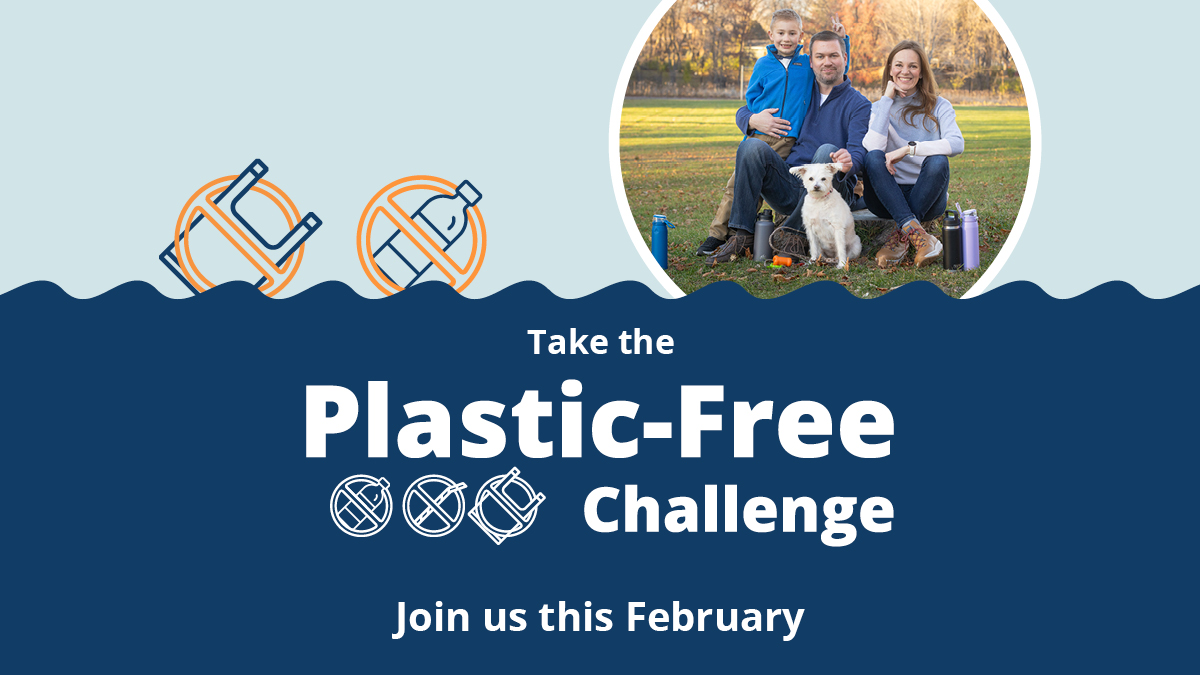 Take the
Plastic-Free
Challenge
Join us this February